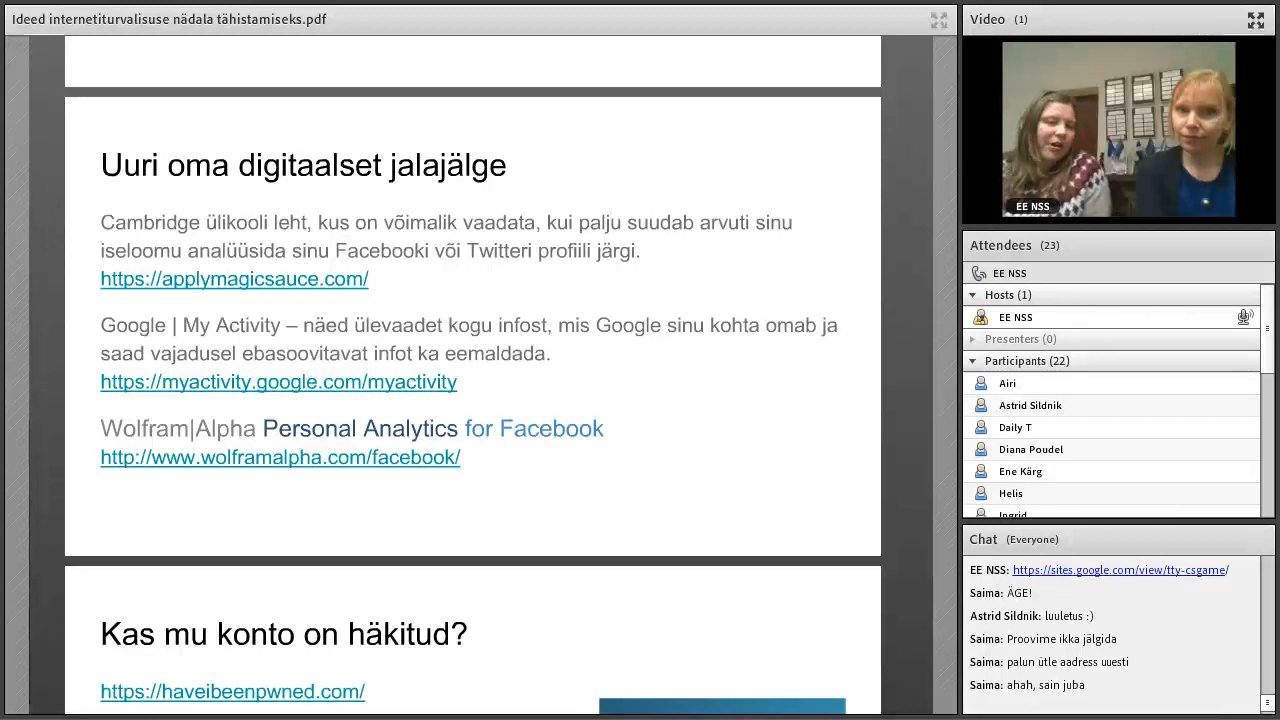 Ideed internetiturvalisuse nädala tähistamiseks.pdf
Uuri oma digitaalset jalajälge
Cambridge ülikooli leht, kus on võimalik vaadata, kui palju suudab arvuti sinu
iseloomu analüüsida sinu Facebooki või Twitteri profiili järgi.
https://applymagicsauce.com/
Google | My Activity – näed ülevaadet kogu infost, mis Google sinu kohta omab ja
saad vajadusel ebasoovitavat infot ka eemaldada.
https://myactivity.google.com/myactivity
Wolfram|Alpha Personal Analytics for Facebook
http://www.wolframalpha.com/facebook/
Kas mu konto on häkitud?
https://haveibeenpwned.com/
Video (1)
EE NSS
Attendees (23)
EE NSS
Hosts (1)
EE NSS
Presenters (0)
Participants (22)
Airi
Astrid Sildnik
Daily T
Diana Poudel
Ene Kärg
Helis
Ingrid
Chat (Everyone)
EE NSS: https://sites.google.com/view/tty-csgame/
Saima: ÄGE!
Astrid Sildnik: luuletus :)
Saima: Proovime ikka jälgida
Saima: palun ütle aadress uuesti
Saima: ahah, sain juba